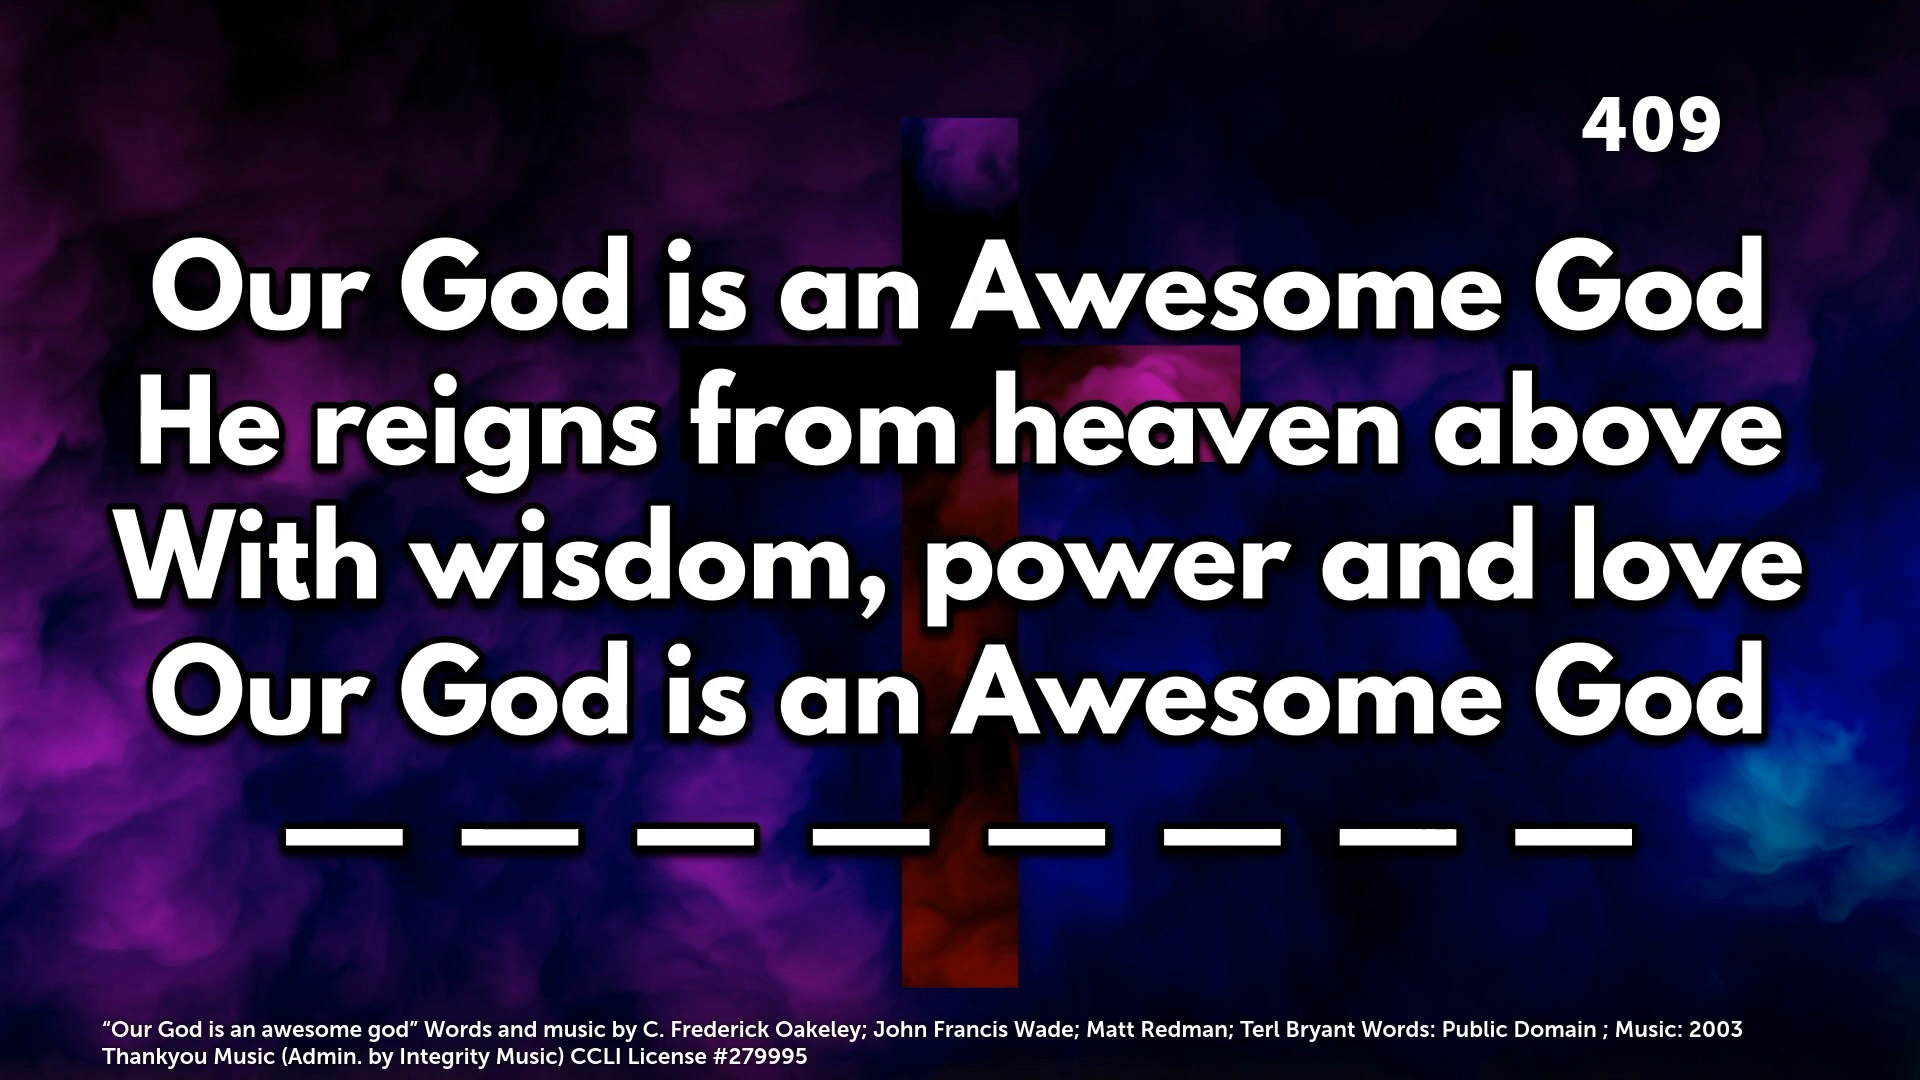 409
Our God is an Awesome God
He reigns from heaven above
With wisdom, power and love
Our God is an Awesome God
_ _ _ _ _ _ _ _
“Our God is an awesome god” Words and music by C. Frederick Oakeley; John Francis Wade; Matt Redman; Terl Bryant Words: Public Domain ; Music: 2003
Thankyou Music (Admin. by Integrity Music) CCLI License #279995